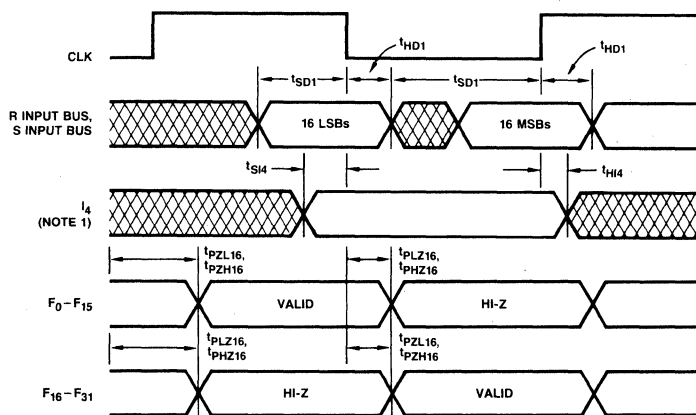 CLK
tHD1
tHD1
tSD1
tSD1
R INPUT BUS,
S INPUT BUS
16 LSBs
16 MSBs
tSI4
tHI4
I4
(NOTE 1)
tPZL16,
tPZH16
tPLZ16,
tPHZ16
F0–F15
VALID
HI-Z
tPLZ16,
tPHZ16
tPZL16,
tPZH16
F16–F31
HI-Z
VALID